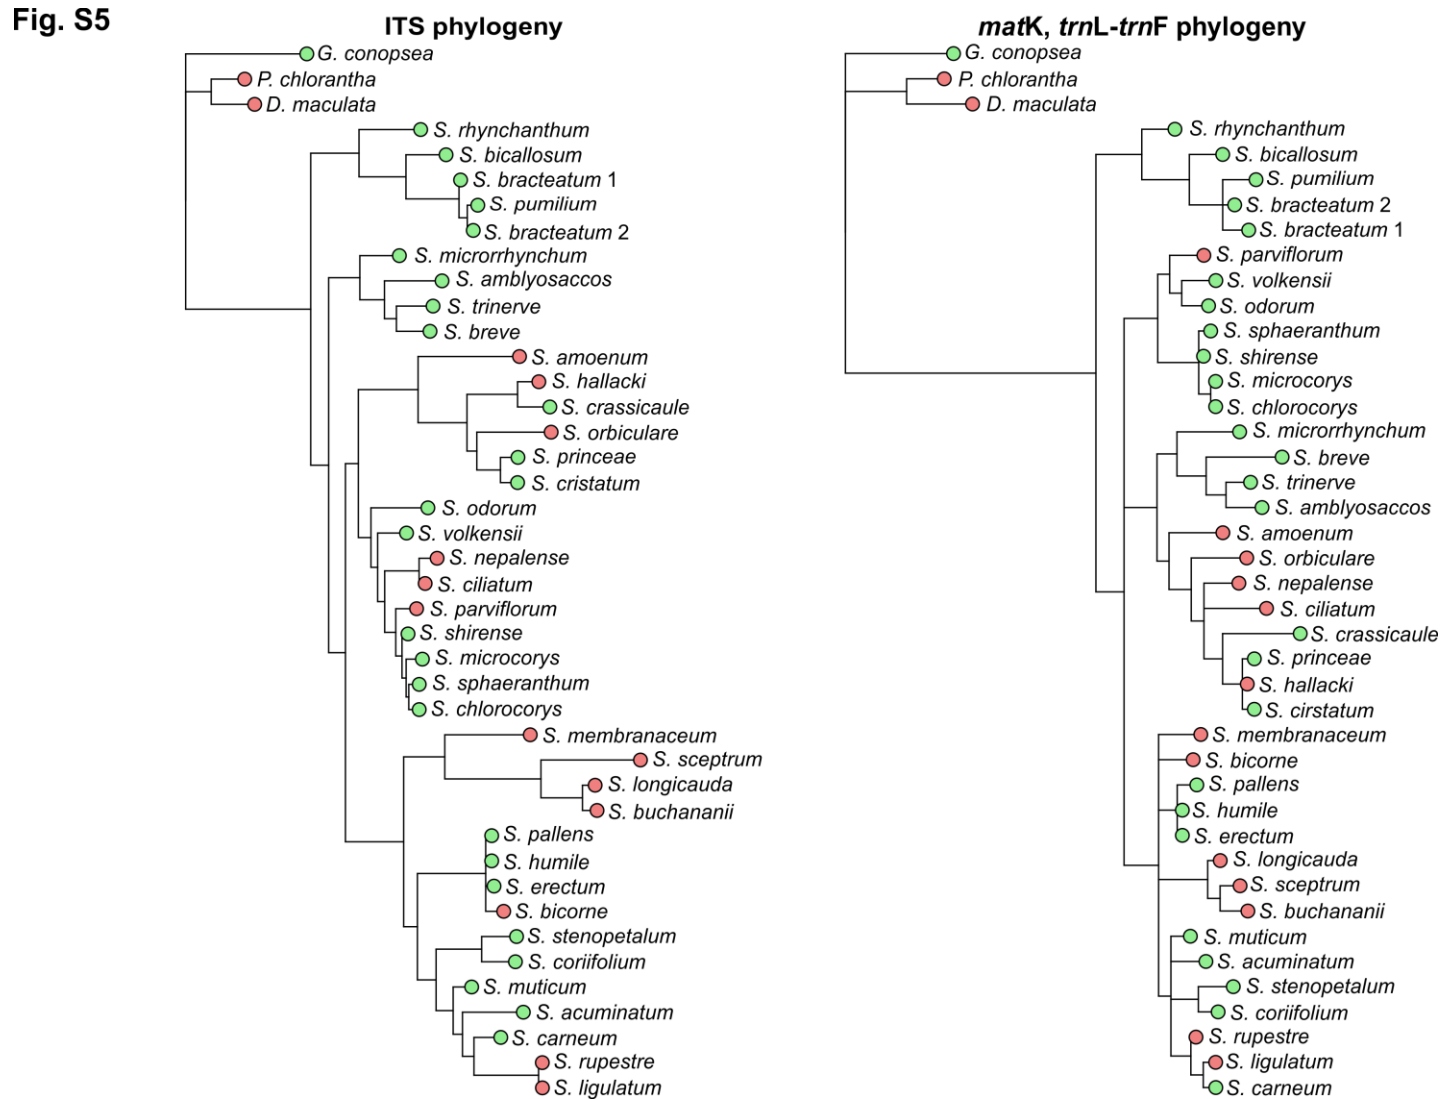 Fig. S5
ITS phylogeny
G. conopsea
P. chlorantha
D. maculata
S. rhynchanthum
S. bicallosum
S. bracteatum 1
S. pumilium
S. bracteatum 2
S. microrrhynchum
S. amblyosaccos
S. trinerve
S. breve
S. amoenum
S. hallacki
S. crassicaule
S. orbiculare
S. princeae
S. cristatum
S. odorum
S. volkensii
S. nepalense
S. ciliatum
S. parviflorum
S. shirense
S. microcorys
S. sphaeranthum
S. chlorocorys
S. membranaceum
S. sceptrum
S. longicauda
S. buchananii
S. pallens
S. humile
S. erectum
S. bicorne
S. stenopetalum
S. coriifolium
S. muticum
S. acuminatum
S. carneum
S. rupestre
S. ligulatum
matK, trnL-trnF phylogeny
G. conopsea
P. chlorantha
D. maculata
S. rhynchanthum
S. bicallosum
S. pumilium
S. bracteatum 2
S. bracteatum 1
S. parviflorum
S. volkensii
S. odorum
S. sphaeranthum
S. shirense
S. microcorys
S. chlorocorys
S. microrrhynchum
S. breve
S. trinerve
S. amblyosaccos
S. amoenum
S. orbiculare
S. nepalense
S. ciliatum
S. crassicaule
S. princeae
S. hallacki
S. cirstatum
S. membranaceum
S. bicorne
S. pallens
S. humile
S. erectum
S. longicauda
S. sceptrum
S. buchananii
S. muticum
S. acuminatum
S. stenopetalum
S. coriifolium
S. rupestre
S. ligulatum
S. carneum